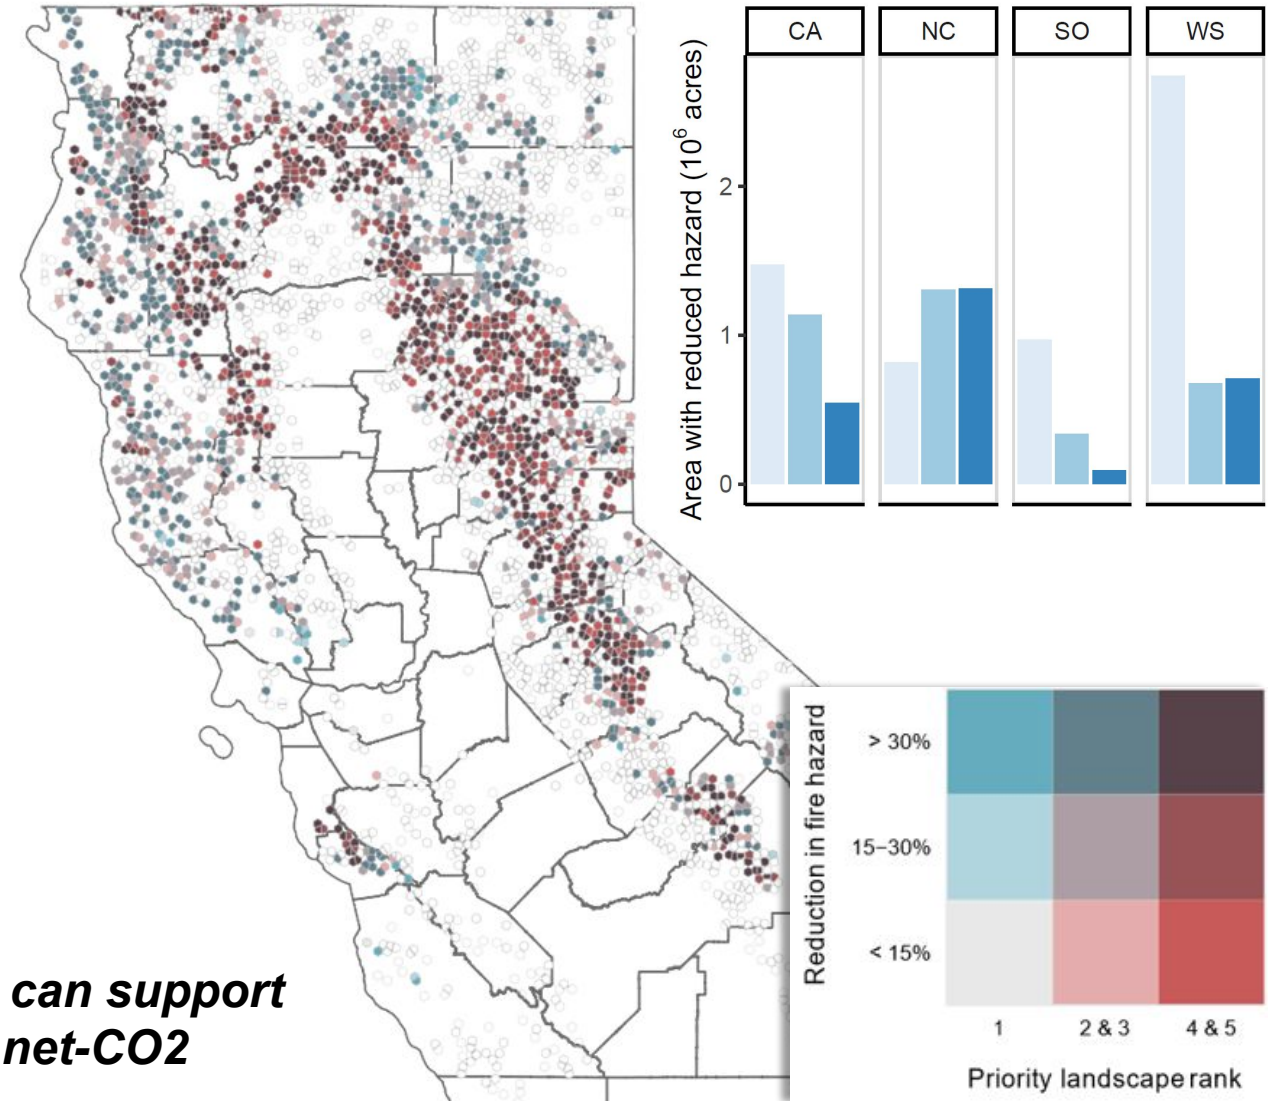 CA
NC
SO
WS
Area with reduced hazard (10⁶ acres)
2
1
0
Reduction in fire hazard
> 30%
15–30%
< 15%
1
2 & 3
4 & 5
Priority landscape rank
can support
net-CO2